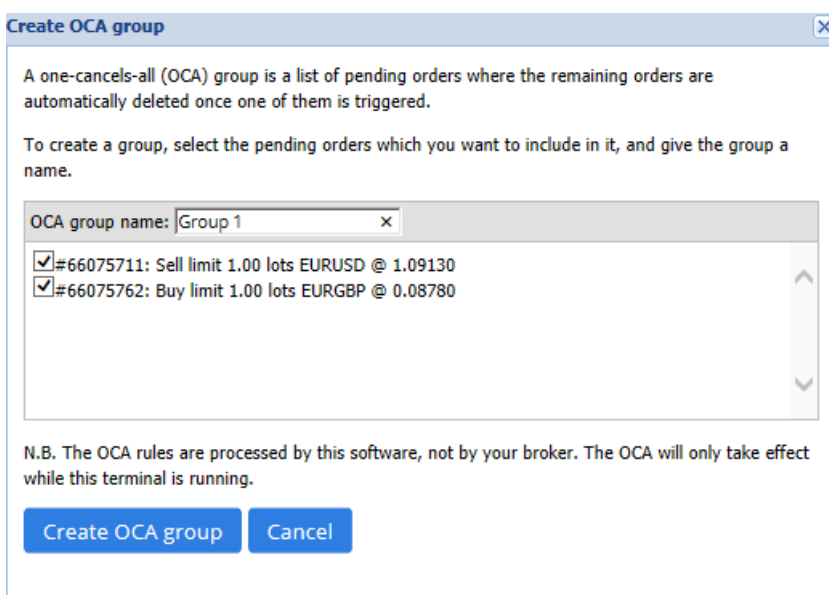 Create OCA group
A one-cancels-all (OCA) group is a list of pending orders where the remaining orders are
automatically deleted once one of them is triggered.
To create a group, select the pending orders which you want to include in it, and give the group a
name.
OCA group name: Group 1
#66075711: Sell limit 1.00 lots EURUSD @ 1.09130
#66075762: Buy limit 1.00 lots EURGBP @ 0.08780
N.B. The OCA rules are processed by this software, not by your broker. The OCA will only take effect
while this terminal is running.
Create OCA group Cancel